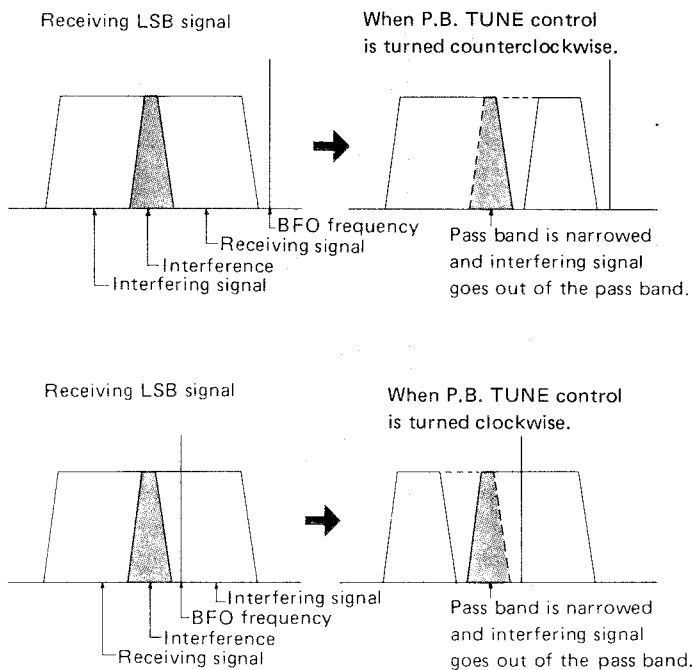 Receiving LSB signal
When P.B. TUNE control
is turned counterclockwise.
BFO frequency
Receiving signal
Interference
Interfering signal
Pass band is narrowed
and interfering signal
goes out of the pass band.
Receiving LSB signal
When P.B. TUNE control
is turned clockwise.
Interfering signal
BFO frequency
Interference
Receiving signal
Pass band is narrowed
and interfering signal
goes out of the pass band.